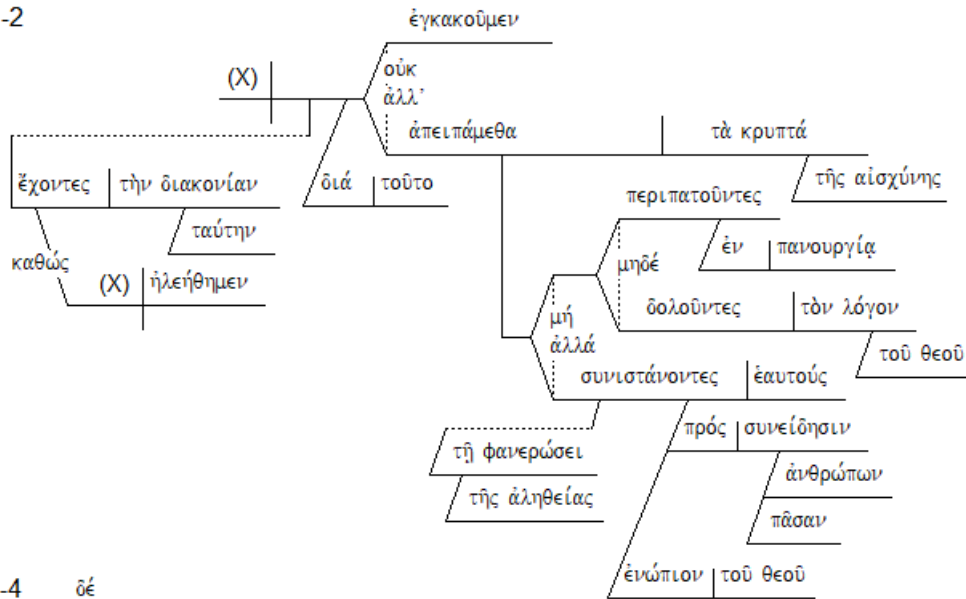 -2
ἐγκακοῦμεν
(X)
οὐκ
ἀλλ’
ἀπειπάμεθα τὰ κρυπτά
ἔχοντες τὴν διακονίαν
διά τοῦτο
τῆς αἰσχύνης
περιπατοῦντες
ταύτην
καθώς
μηδέ
ἐν πανουργίᾳ
(X) ἠλεήθημεν
δολοῦντες τὸν λόγον
μή
ἀλλά
τοῦ θεοῦ
συνιστάνοντες ἑαυτούς
πρός συνείδησιν
τῇ φανερώσει
ἀνθρώπων
τῆς ἀληθείας
πᾶσαν
ἐνώπιον τοῦ θεοῦ
-4 δέ